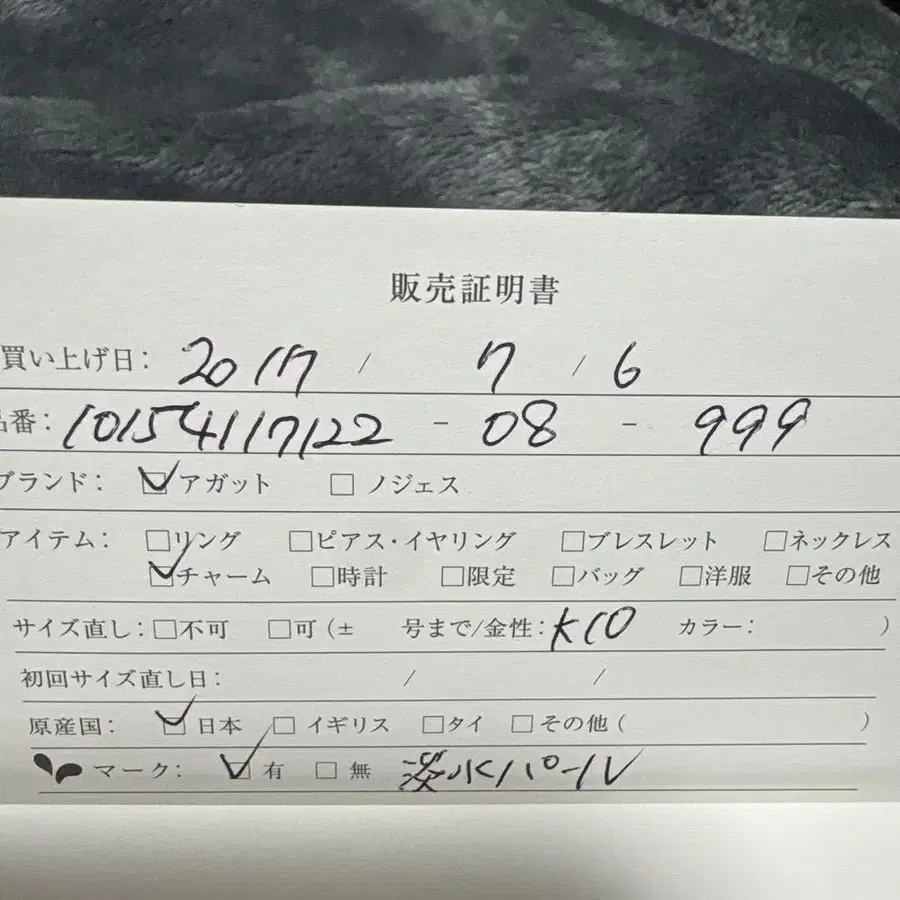 販売証明書
買い上げ日: 2017 / 7 / 6
品番: 10154117122 - 08 - 999
ブランド: ☑アガット □ノジェス
アイテム: □リング □ピアス・イヤリング □ブレスレット □ネックレス
☑チャーム □時計 □限定 □バッグ □洋服 □その他
サイズ直し: □不可 □可 (± 号まで/金性: K10 カラー: )
初回サイズ直し日: / /
原産国: ☑日本 □イギリス □タイ □その他 ( )
マーク: ☑有 □無 淡水パール